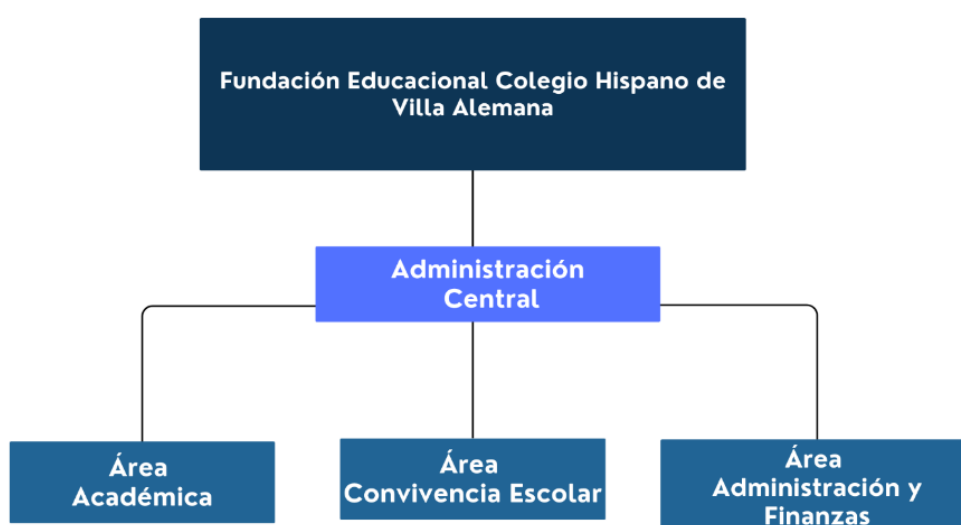 Fundación Educacional Colegio Hispano de
Villa Alemana
Administración
Central
Área
Académica
Área
Convivencia Escolar
Área
Administración y
Finanzas